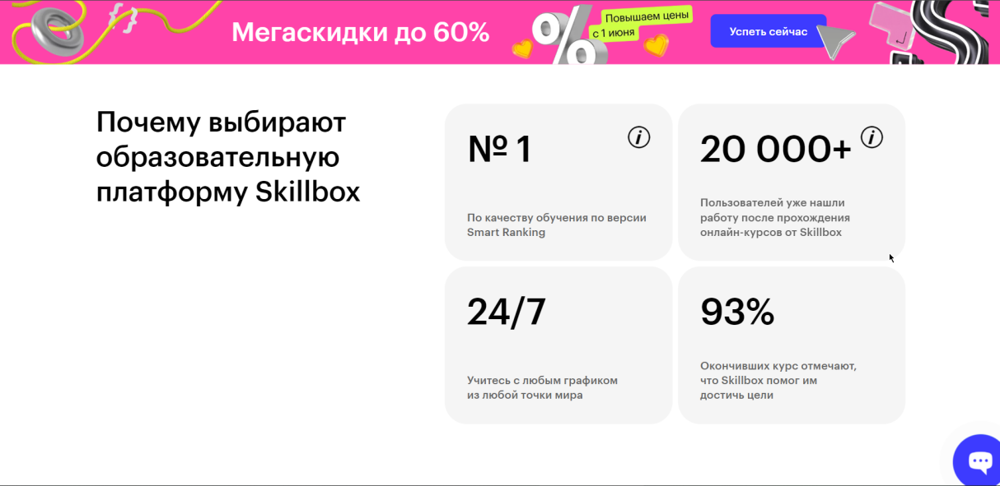 Мегаскидки до 60%
Повышаем цены
с 1 июня
Успеть сейчас
Почему выбирают
образовательную
платформу Skillbox
№ 1
По качеству обучения по версии
Smart Ranking
20 000+
Пользователей уже нашли
работу после прохождения
онлайн-курсов от Skillbox
24/7
Учитесь с любым графиком
из любой точки мира
93%
Окончивших курс отмечают,
что Skillbox помог им
достичь цели